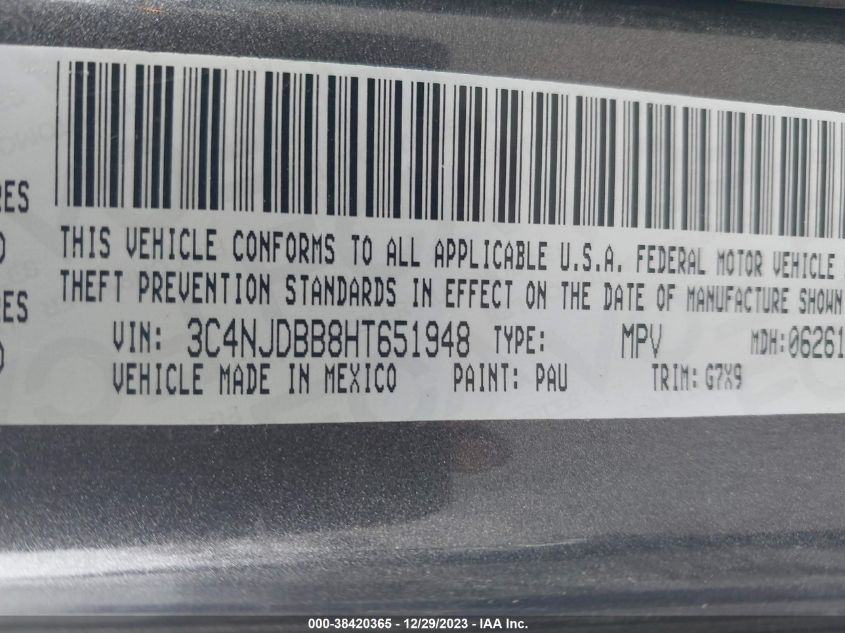 RES
THIS VEHICLE CONFORMS TO ALL APPLICABLE U.S.A. FEDERAL MOTOR VEHICLE
THEFT PREVENTION STANDARDS IN EFFECT ON THE DATE OF MANUFACTURE SHOWN
RES
VIN: 3C4NJDBB8HT651948 TYPE: MPV MDH: 06261
VEHICLE MADE IN MEXICO PAINT: PAU TRIM: G7X9
000-38420365 - 12/29/2023 - IAA Inc.